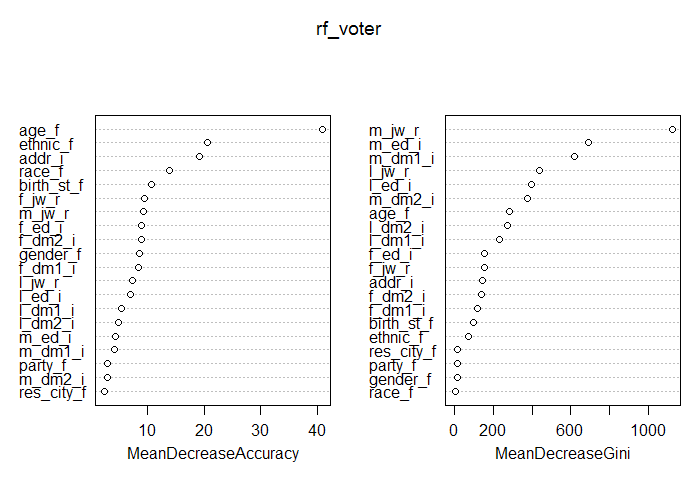 rf_voter
age_f
ethnic_f
addr_i
race_f
birth_st_f
f_jw_r
m_jw_r
f_ed_i
f_dm2_i
gender_f
f_dm1_i
l_jw_r
l_ed_i
l_dm1_i
l_dm2_i
m_ed_i
m_dm1_i
party_f
m_dm2_i
res_city_f
10 20 30 40
MeanDecreaseAccuracy
m_jw_r
m_ed_i
m_dm1_i
l_jw_r
l_ed_i
m_dm2_i
age_f
l_dm2_i
l_dm1_i
f_ed_i
f_jw_r
addr_i
f_dm2_i
f_dm1_i
birth_st_f
ethnic_f
res_city_f
party_f
gender_f
race_f
0 200 600 1000
MeanDecreaseGini